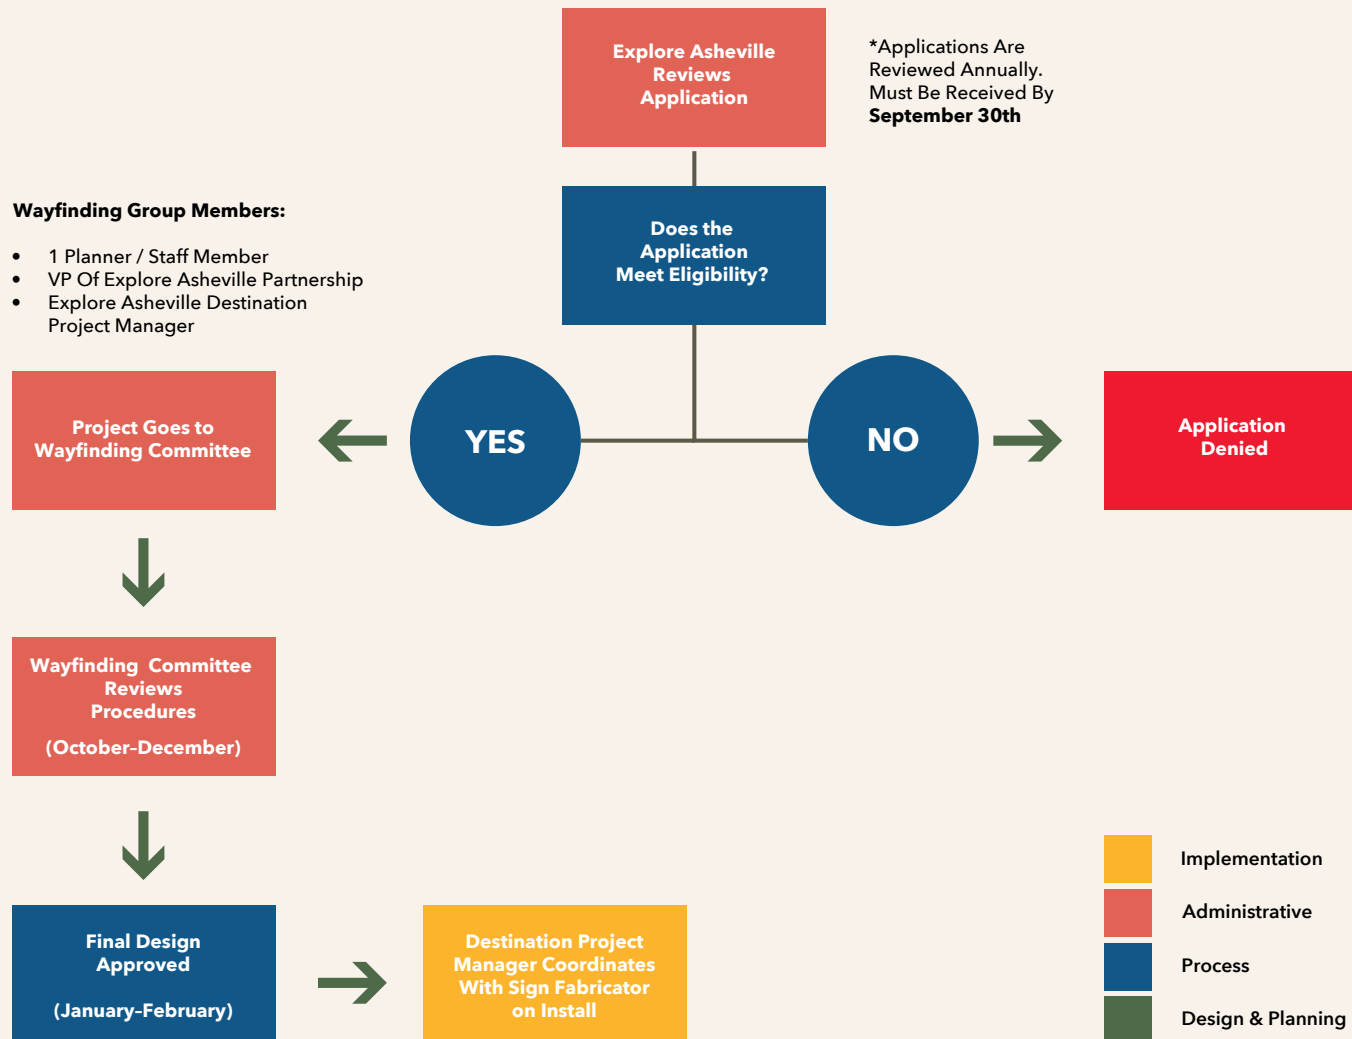 Explore Asheville
Reviews
Application
*Applications Are
Reviewed Annually.
Must Be Received By
September 30th
Does the
Application
Meet Eligibility?
Wayfinding Group Members:
• 1 Planner / Staff Member
• VP Of Explore Asheville Partnership
• Explore Asheville Destination
Project Manager
Project Goes to
Wayfinding Committee
YES
NO
Application
Denied
Wayfinding Committee
Reviews
Procedures
(October–December)
Final Design
Approved
(January–February)
Destination Project
Manager Coordinates
With Sign Fabricator
on Install
Implementation
Administrative
Process
Design & Planning